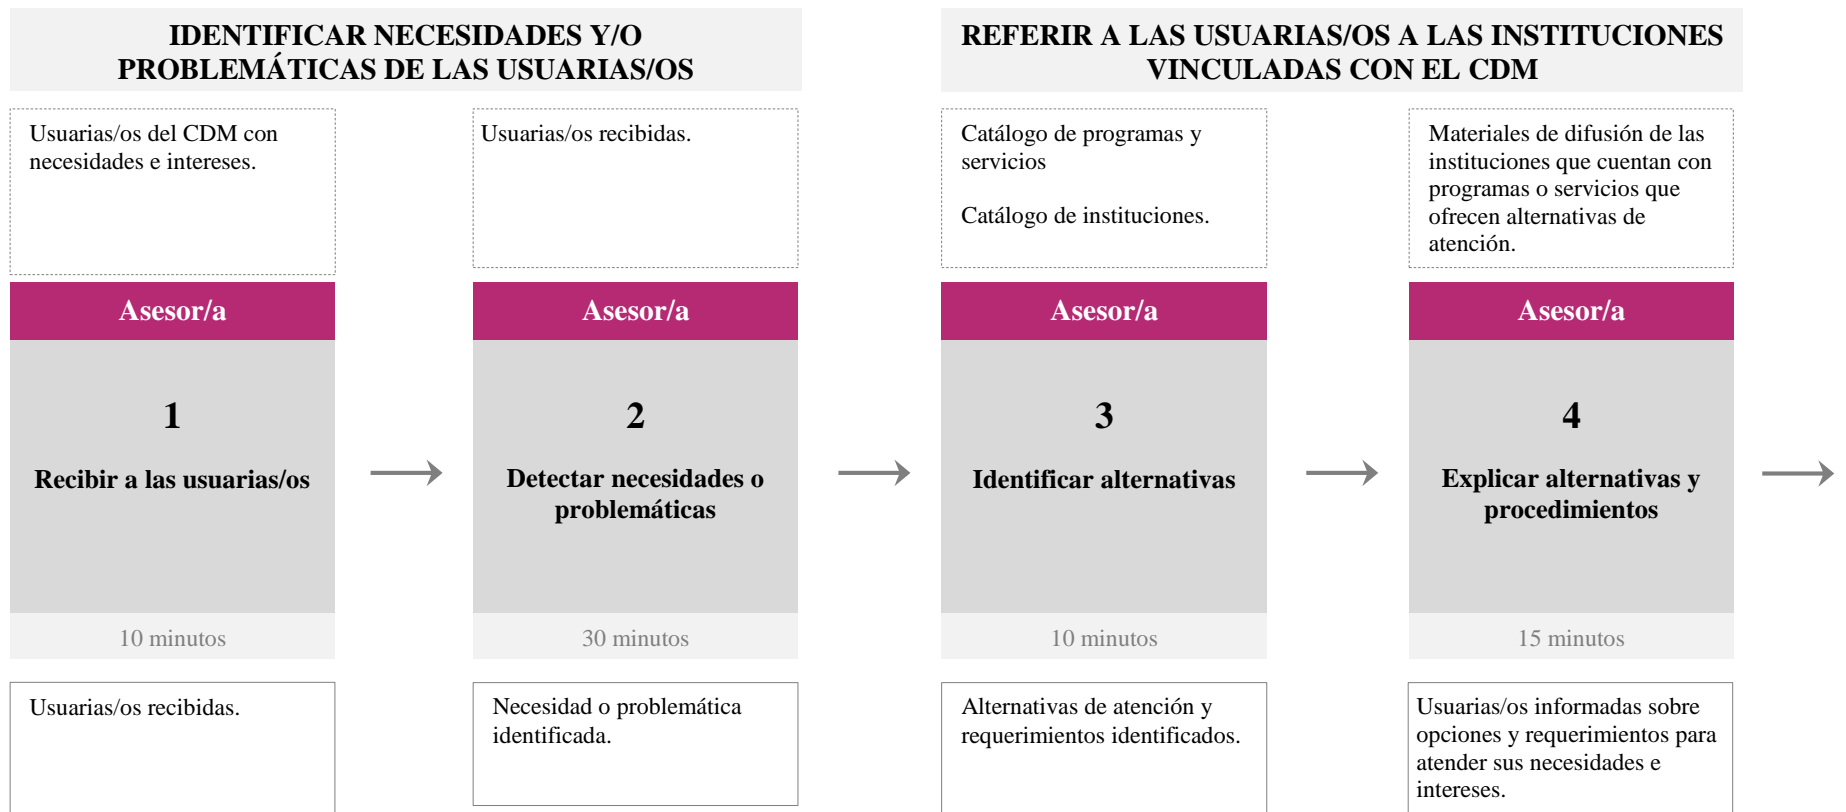 IDENTIFICAR NECESIDADES Y/O
PROBLEMÁTICAS DE LAS USUARIAS/OS
REFERIR A LAS USUARIAS/OS A LAS INSTITUCIONES
VINCULADAS CON EL CDM
Usuarias/os del CDM con
necesidades e intereses.
Usuarias/os recibidas.
Catálogo de programas y
servicios
Catálogo de instituciones.
Materiales de difusión de las
instituciones que cuentan con
programas o servicios que
ofrecen alternativas de
atención.
Asesor/a
Asesor/a
Asesor/a
Asesor/a
1
Recibir a las usuarias/os
2
Detectar necesidades o
problemáticas
3
Identificar alternativas
4
Explicar alternativas y
procedimientos
10 minutos
30 minutos
10 minutos
15 minutos
Usuarias/os recibidas.
Necesidad o problemática
identificada.
Alternativas de atención y
requerimientos identificados.
Usuarias/os informadas sobre
opciones y requerimientos para
atender sus necesidades e
intereses.